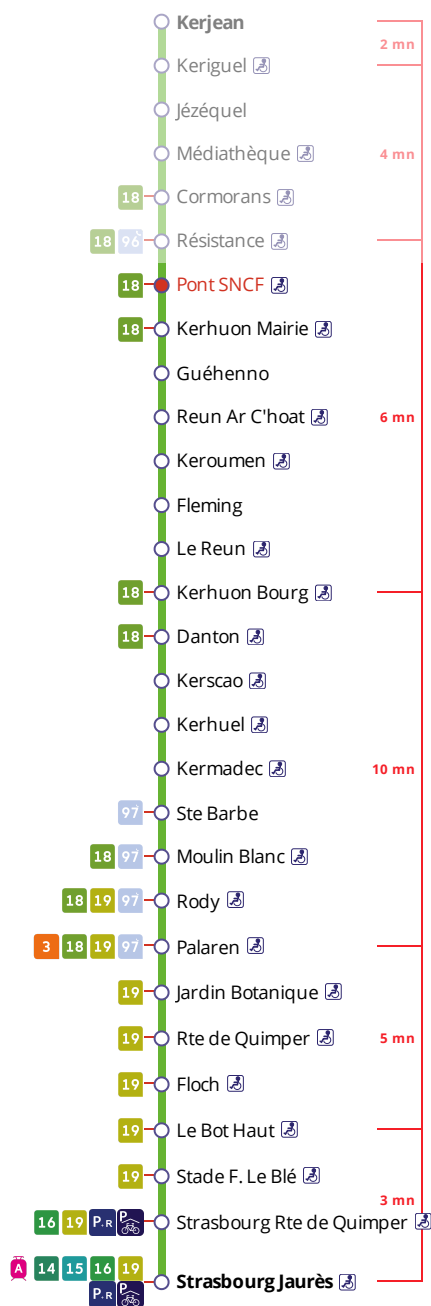 Kerjean
2 mn
Keriguel
Jézéquel
Médiathèque
4 mn
18 Cormorans
18 96 Résistance
18 Pont SNCF
18 Kerhuon Mairie
Guéhenno
Reun Ar C'hoat
6 mn
Keroumen
Fleming
Le Reun
18 Kerhuon Bourg
18 Danton
Kerscao
Kerhuel
Kermadec
10 mn
97 Ste Barbe
18 97 Moulin Blanc
18 19 97 Rody
3 18 19 97 Palaren
19 Jardin Botanique
19 Rte de Quimper
5 mn
19 Floch
19 Le Bot Haut
19 Stade F. Le Blé
3 mn
16 19 P+R P Strasbourg Rte de Quimper
A 14 15 16 19
P+R P Strasbourg Jaurès